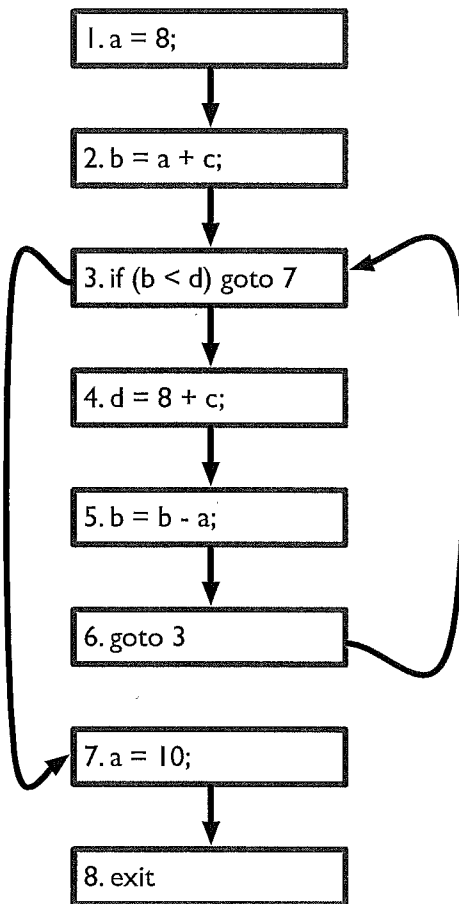 1. a = 8;
2. b = a + c;
3. if (b < d) goto 7
4. d = 8 + c;
5. b = b - a;
6. goto 3
7. a = 10;
8. exit